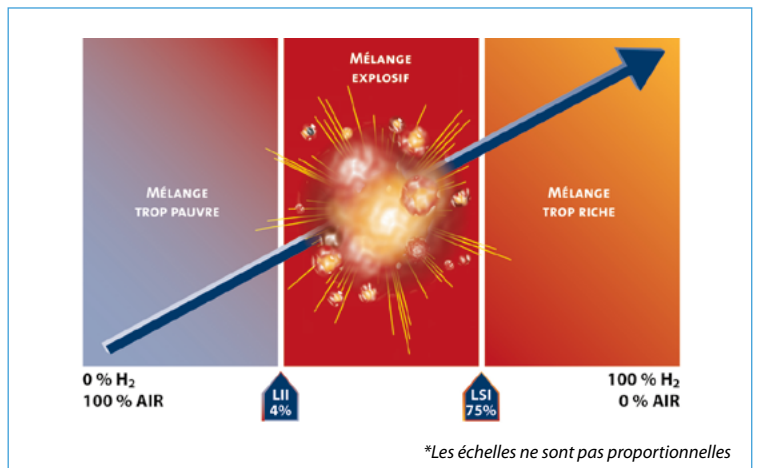 MÉLANGE
EXPLOSIF
MÉLANGE
TROP PAUVRE
MÉLANGE
TROP RICHE
0 % H₂
100 % AIR
LII
4%
LSI
75%
100 % H₂
0 % AIR
*Les échelles ne sont pas proportionnelles